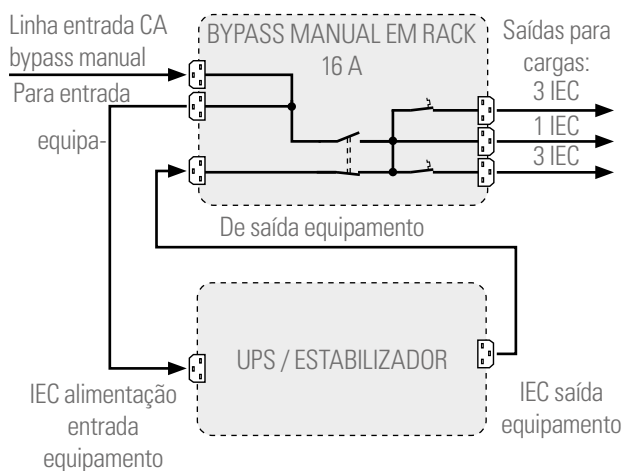 Linha entrada CA
bypass manual
Para entrada
equipa-
BYPASS MANUAL EM RACK
16 A
Saídas para
cargas:
3 IEC
1 IEC
3 IEC
De saída equipamento
UPS / ESTABILIZADOR
IEC alimentação
entrada
equipamento
IEC saída
equipamento